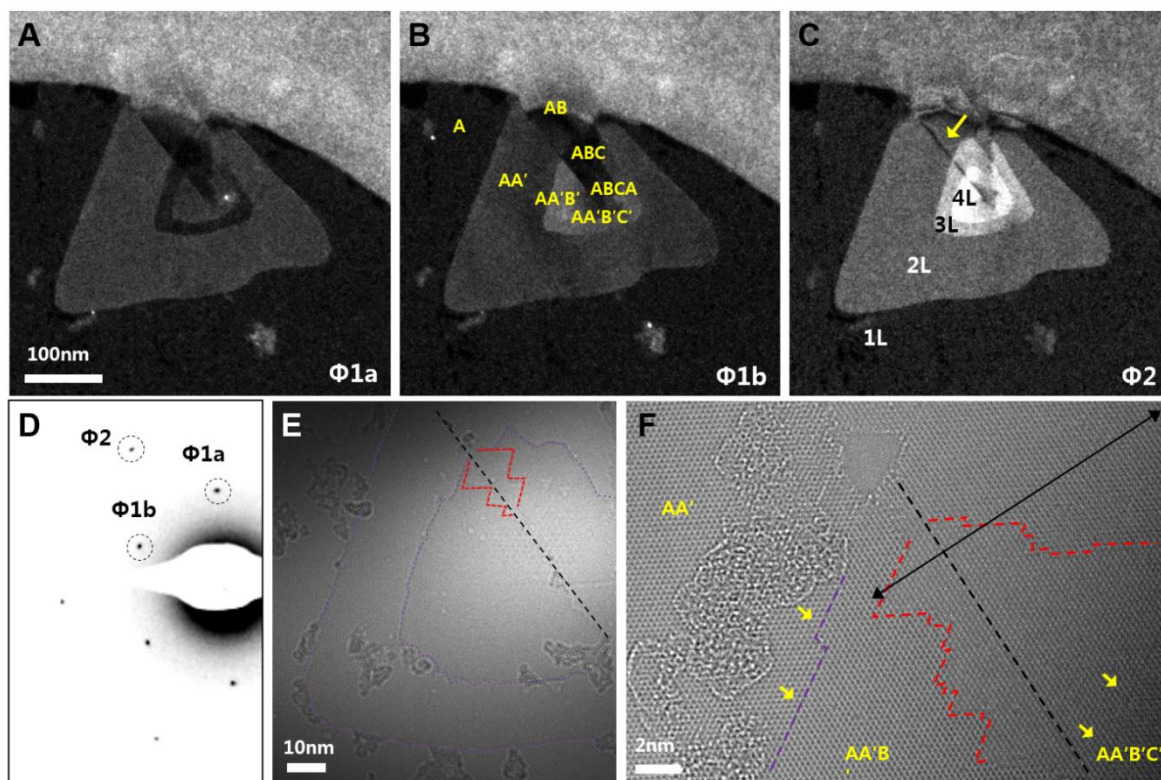 A
A
AB
ABC
AA'
AA'B'
ABCA
AA'B'C'
100nm
Φ1a
B
Φ1b
C
4L
3L
2L
1L
Φ2
D
Φ2
Φ1a
Φ1b
E
10nm
F
AA'
2nm
AA'B
'
AA'B'C'